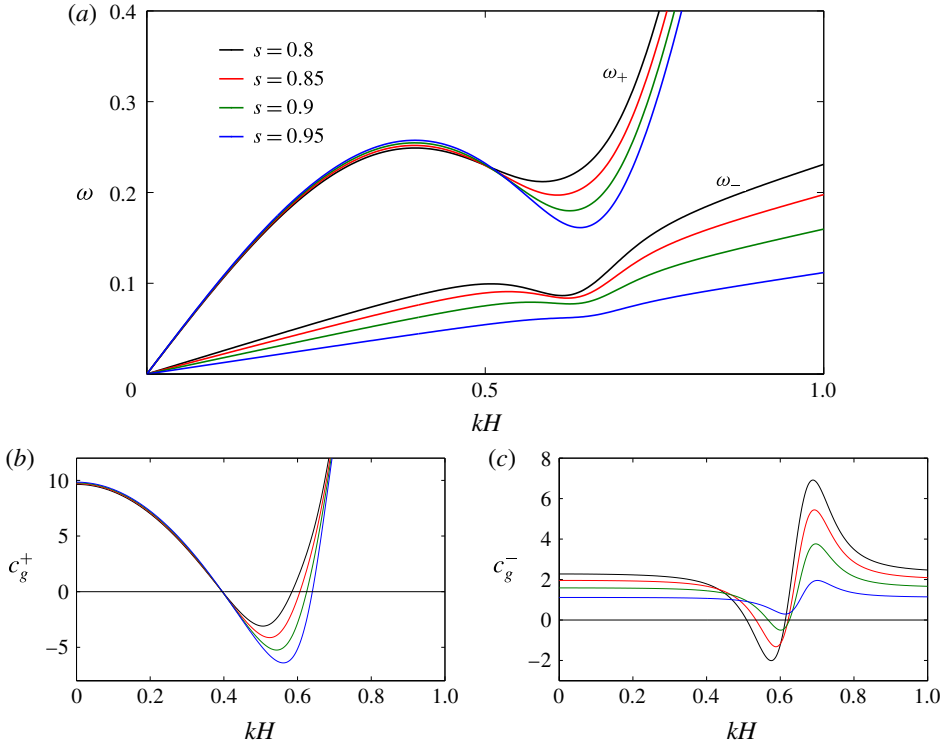 (a)
0.4
0.3
0.2
0.1
0
0.5
1.0
ω
kH
s = 0.8
s = 0.85
s = 0.9
s = 0.95
ω+
ω−
(b)
10
5
0
−5
0
0.2
0.4
0.6
0.8
1.0
c_g^+
kH
(c)
8
6
4
2
0
−2
0
0.2
0.4
0.6
0.8
1.0
c_g^−
kH